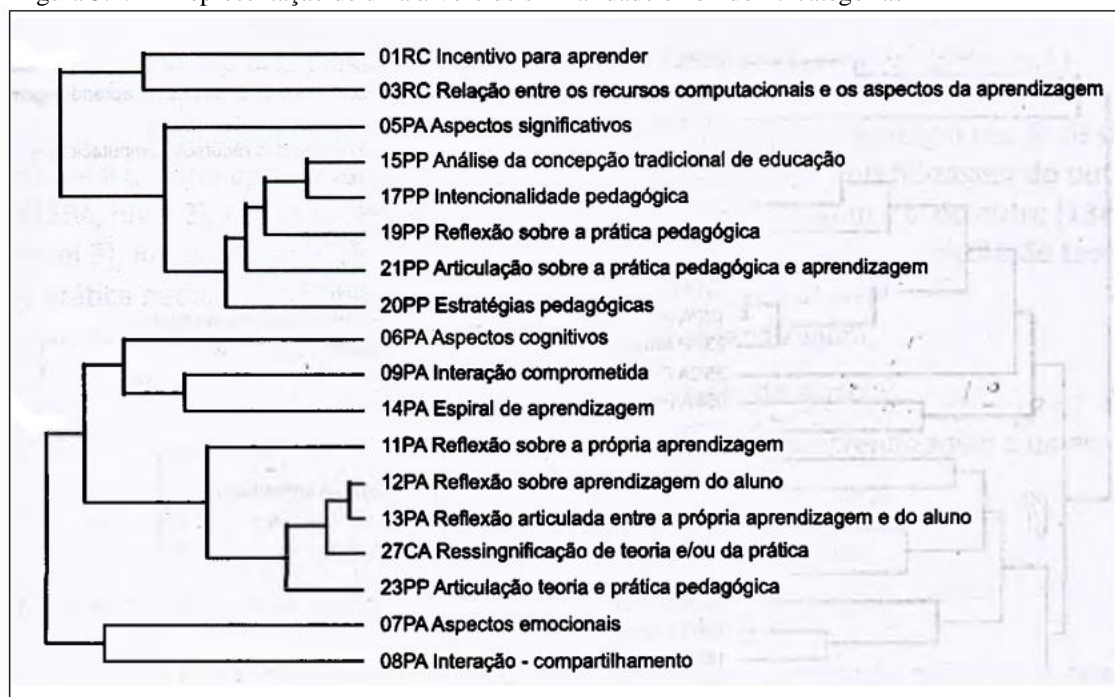 01RC Incentivo para aprender
03RC Relação entre os recursos computacionais e os aspectos da aprendizagem
05PA Aspectos significativos
15PP Análise da concepção tradicional de educação
17PP Intencionalidade pedagógica
19PP Reflexão sobre a prática pedagógica
21PP Articulação sobre a prática pedagógica e aprendizagem
20PP Estratégias pedagógicas
06PA Aspectos cognitivos
09PA Interação comprometida
14PA Espiral de aprendizagem
11PA Reflexão sobre a própria aprendizagem
12PA Reflexão sobre aprendizagem do aluno
13PA Reflexão articulada entre a própria aprendizagem e do aluno
27CA Ressingnificação de teoria e/ou da prática
23PP Articulação teoria e prática pedagógica
07PA Aspectos emocionais
08PA Interação - compartilhamento